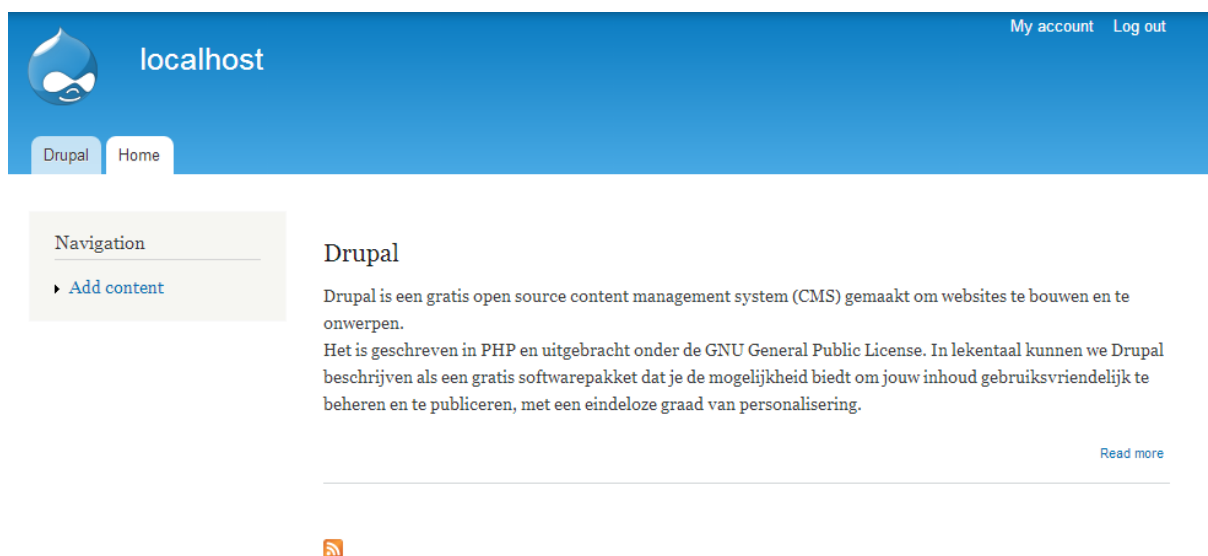 My account Log out
localhost
Drupal Home
Navigation
Add content
Drupal
Drupal is een gratis open source content management system (CMS) gemaakt om websites te bouwen en te
onwerpen.
Het is geschreven in PHP en uitgebracht onder de GNU General Public License. In lekentaal kunnen we Drupal
beschrijven als een gratis softwarepakket dat je de mogelijkheid biedt om jouw inhoud gebruiksvriendelijk te
beheren en te publiceren, met een eindeloze graad van personalisering.
Read more